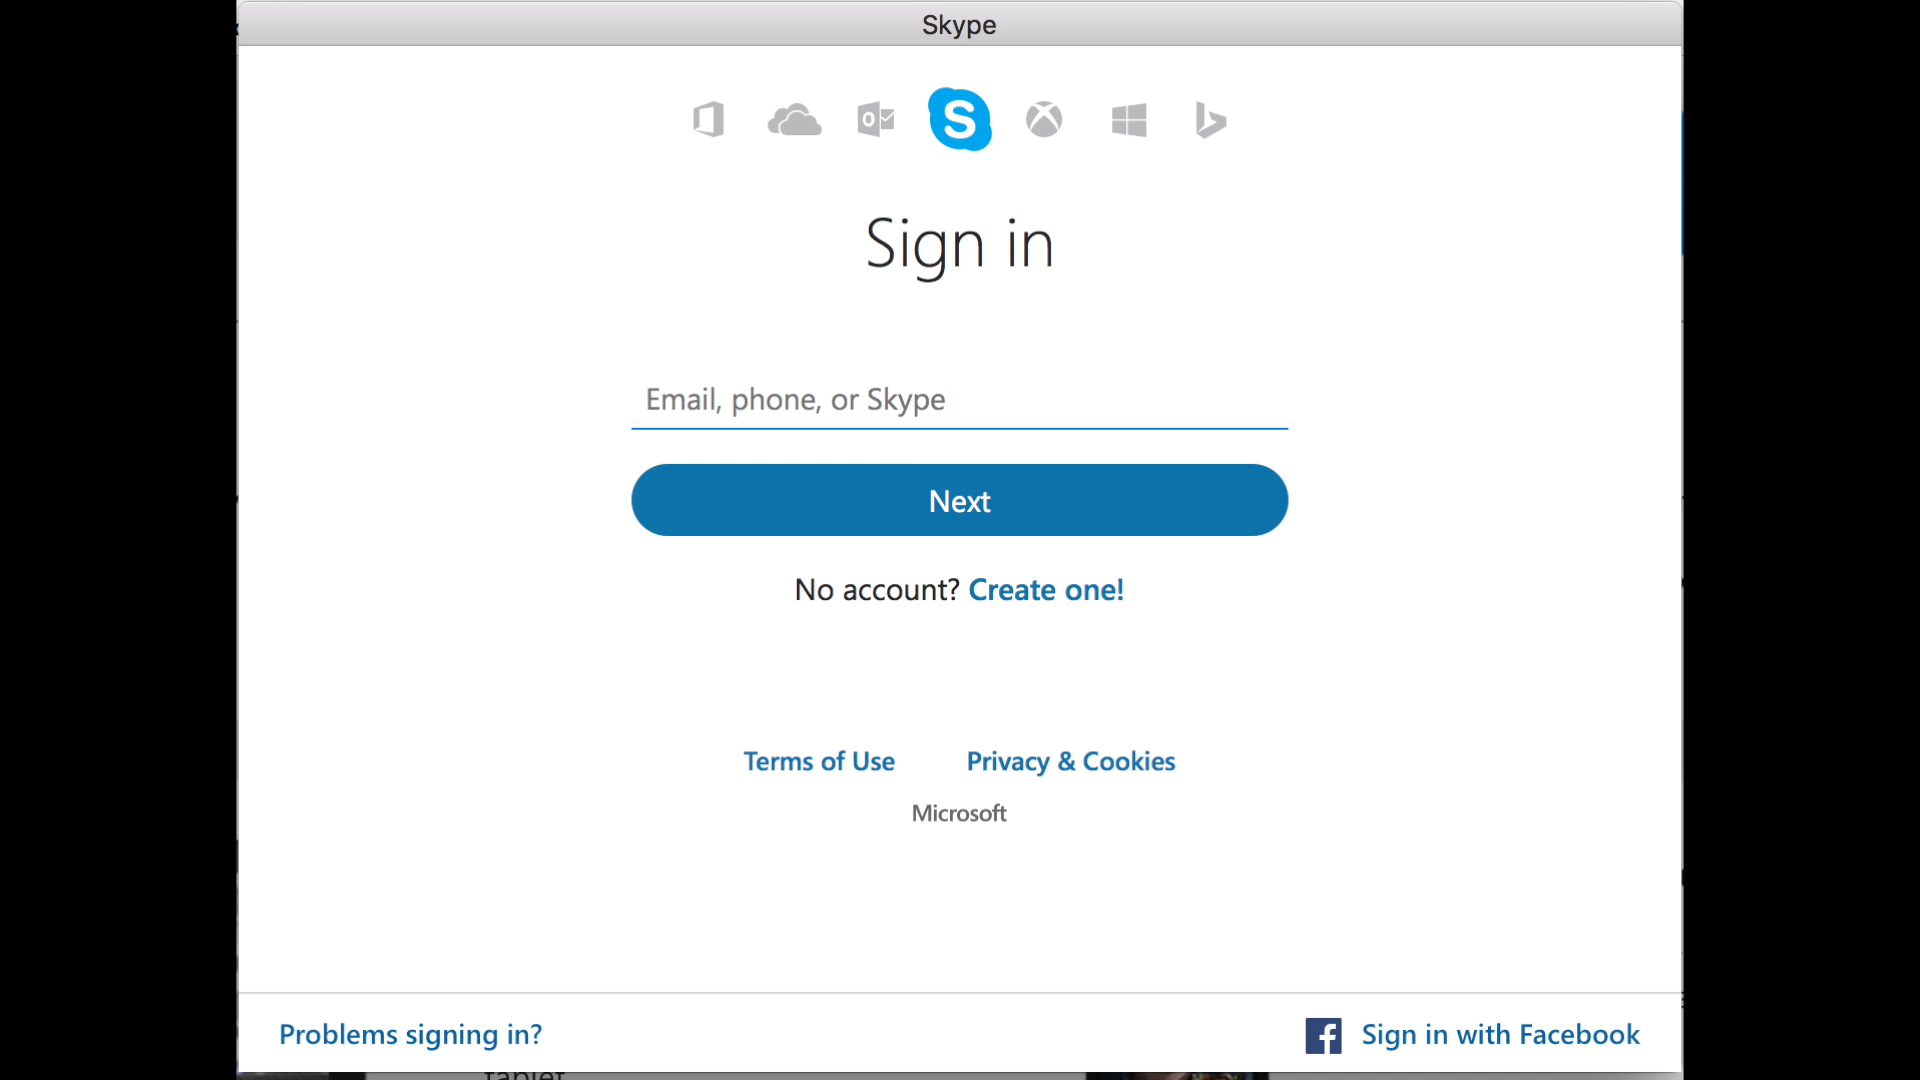 Skype
Sign in
Email, phone, or Skype
Next
No account? Create one!
Terms of Use Privacy & Cookies
Microsoft
Problems signing in? Sign in with Facebook